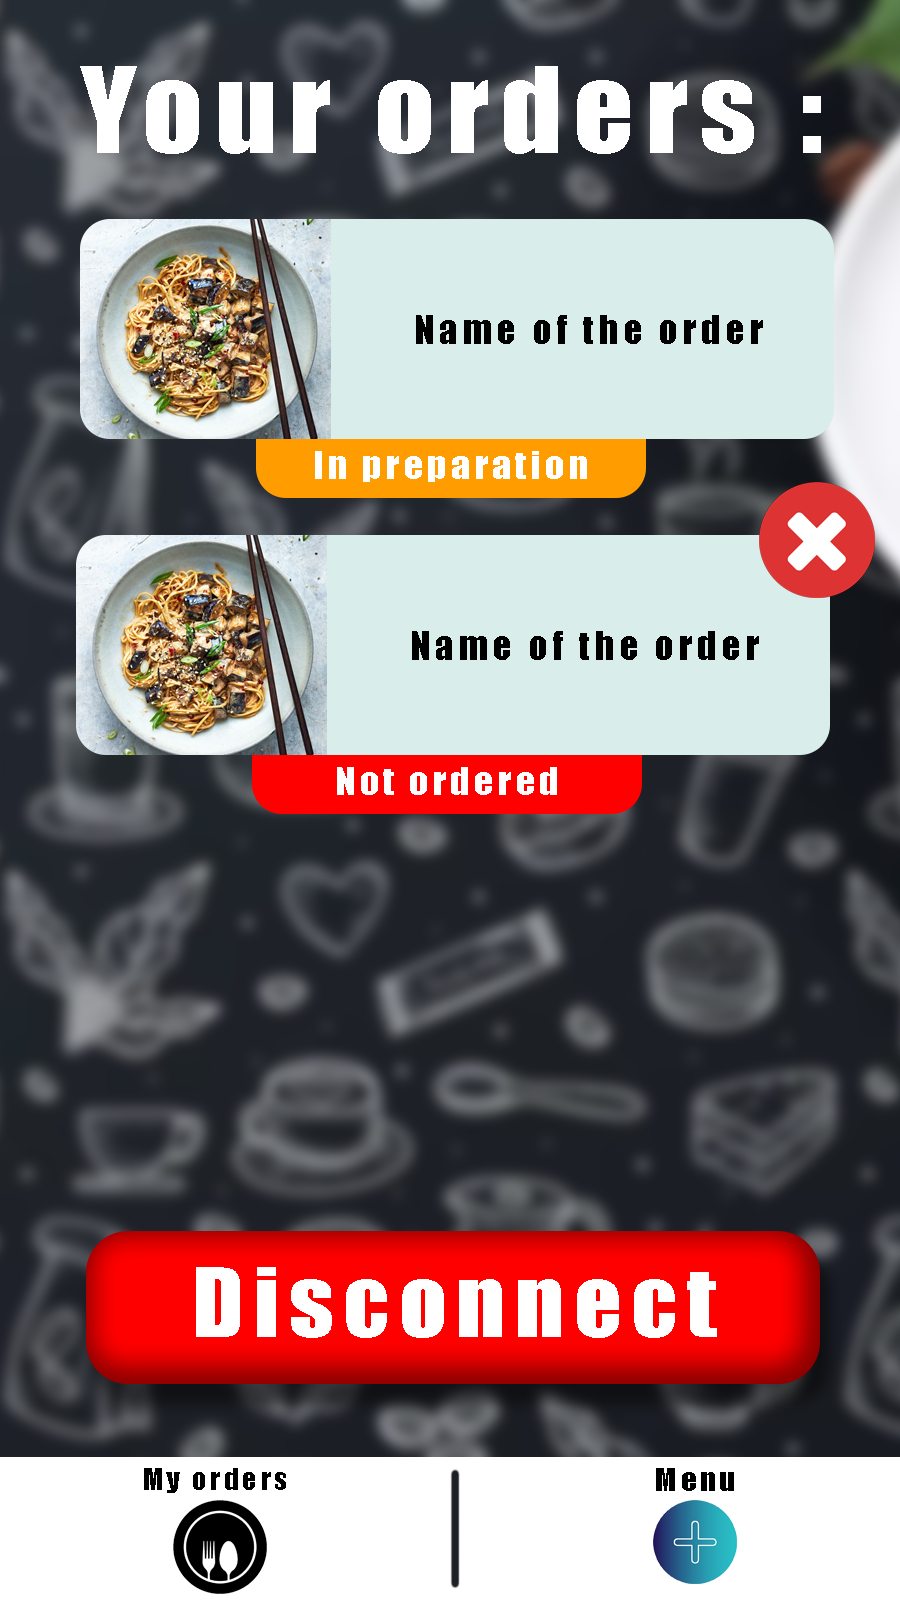 Your orders :
Name of the order
In preparation
Name of the order
Not ordered
Disconnect
My orders
Menu